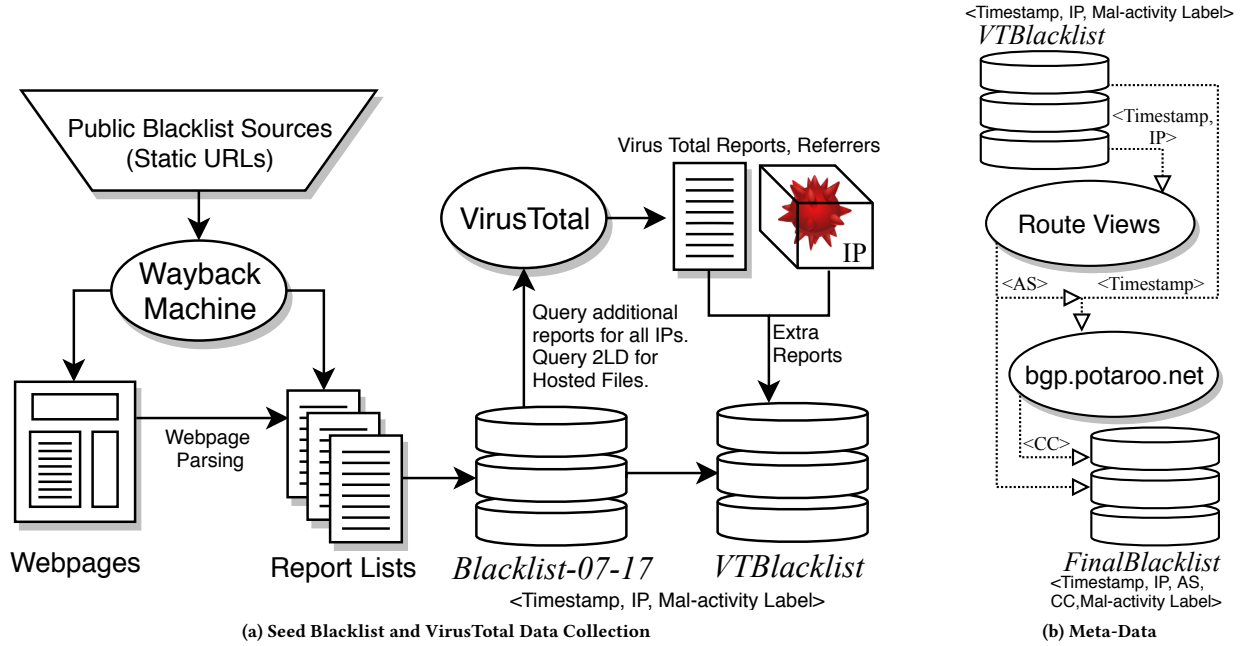 Public Blacklist Sources
(Static URLs)
Wayback
Machine
Webpages
Webpage
Parsing
Report Lists
VirusTotal
Virus Total Reports, Referrers
IP
Query additional
reports for all IPs.
Query 2LD for
Hosted Files.
Extra
Reports
Blacklist-07-17
VTBlacklist
<Timestamp, IP, Mal-activity Label>
(a) Seed Blacklist and VirusTotal Data Collection
<Timestamp, IP, Mal-activity Label>
VTBlacklist
<Timestamp,
IP>
Route Views
<AS>
<Timestamp>
bgp.potaroo.net
<CC>
FinalBlacklist
<Timestamp, IP, AS,
CC,Mal-activity Label>
(b) Meta-Data